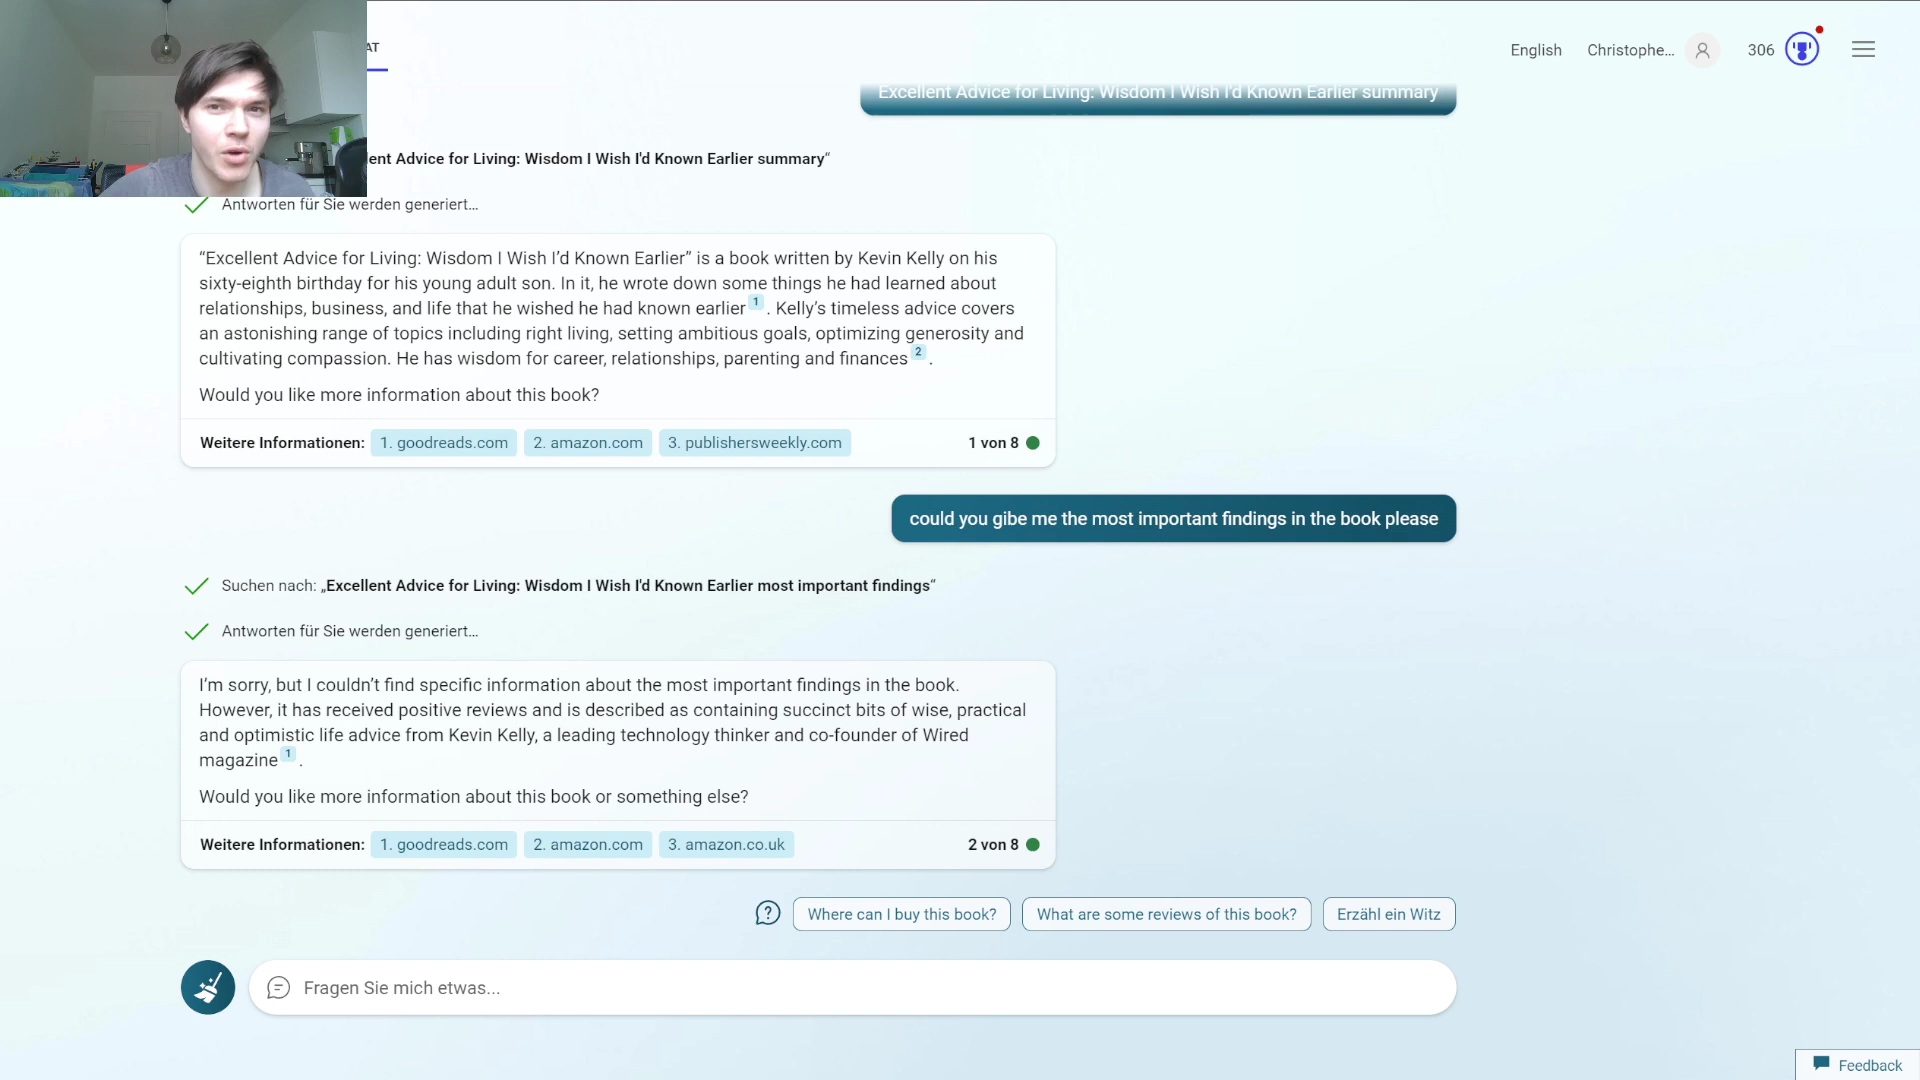 AT
English Christophe... 306
Excellent Advice for Living: Wisdom I Wish I'd Known Earlier summary
lent Advice for Living: Wisdom I Wish I'd Known Earlier summary“
Antworten für Sie werden generiert...
“Excellent Advice for Living: Wisdom I Wish I’d Known Earlier” is a book written by Kevin Kelly on his
sixty-eighth birthday for his young adult son. In it, he wrote down some things he had learned about
relationships, business, and life that he wished he had known earlier 1 . Kelly’s timeless advice covers
an astonishing range of topics including right living, setting ambitious goals, optimizing generosity and
cultivating compassion. He has wisdom for career, relationships, parenting and finances 2 .
Would you like more information about this book?
Weitere Informationen: 1. goodreads.com 2. amazon.com 3. publishersweekly.com 1 von 8
could you gibe me the most important findings in the book please
Suchen nach: „Excellent Advice for Living: Wisdom I Wish I'd Known Earlier most important findings“
Antworten für Sie werden generiert...
I’m sorry, but I couldn’t find specific information about the most important findings in the book.
However, it has received positive reviews and is described as containing succinct bits of wise, practical
and optimistic life advice from Kevin Kelly, a leading technology thinker and co-founder of Wired
magazine 1 .
Would you like more information about this book or something else?
Weitere Informationen: 1. goodreads.com 2. amazon.com 3. amazon.co.uk 2 von 8
Where can I buy this book? What are some reviews of this book? Erzähl ein Witz
Fragen Sie mich etwas...
Feedback